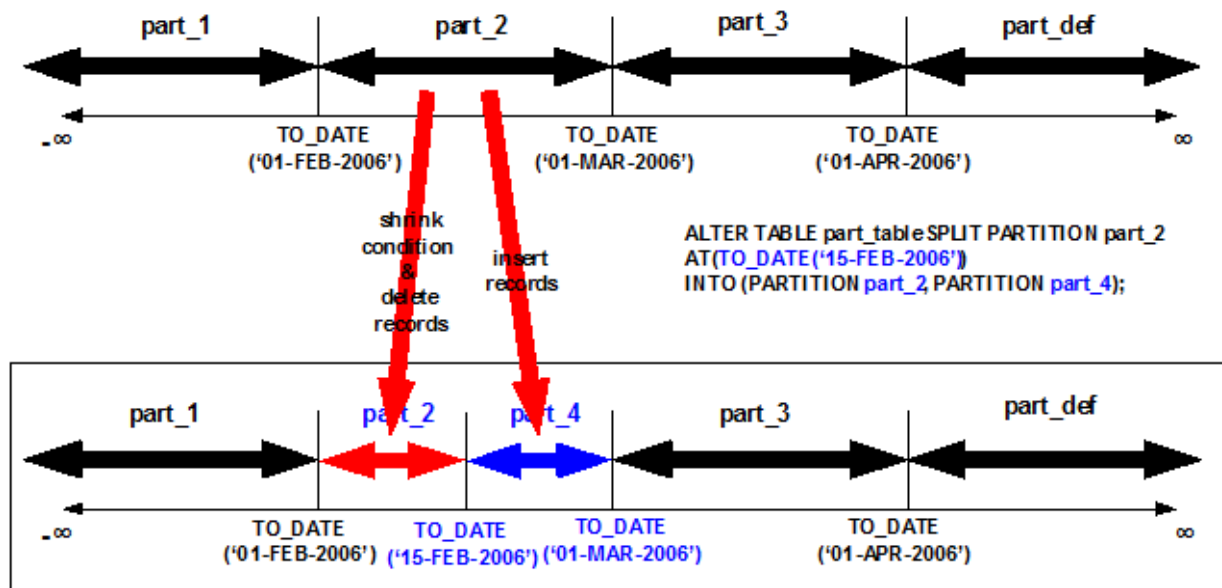 part_1
part_2
part_3
part_def
-∞
TO_DATE
(‘01-FEB-2006’)
TO_DATE
(‘01-MAR-2006’)
TO_DATE
(‘01-APR-2006’)
∞
shrink
condition
&
delete
records
insert
records
ALTER TABLE part_table SPLIT PARTITION part_2
AT(TO_DATE(‘15-FEB-2006’))
INTO (PARTITION part_2, PARTITION part_4);
part_1
part_2
part_4
part_3
part_def
-∞
TO_DATE
(‘01-FEB-2006’)
TO_DATE
(‘15-FEB-2006’)
TO_DATE
(‘01-MAR-2006’)
TO_DATE
(‘01-APR-2006’)
∞